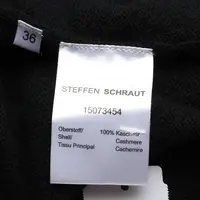 36
STEFFEN SCHRAUT
15073454
Oberstoff/ 100% Kaschmir
Shell/ Cashmere
Tissu Principal Cachemire